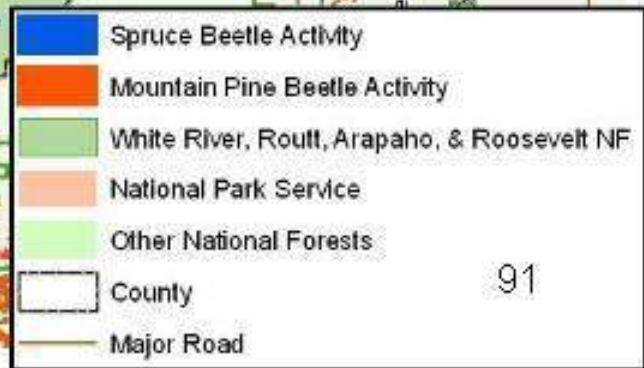 Spruce Beetle Activity
Mountain Pine Beetle Activity
White River, Routt, Arapaho, & Roosevelt NF
National Park Service
Other National Forests
County
91
Major Road